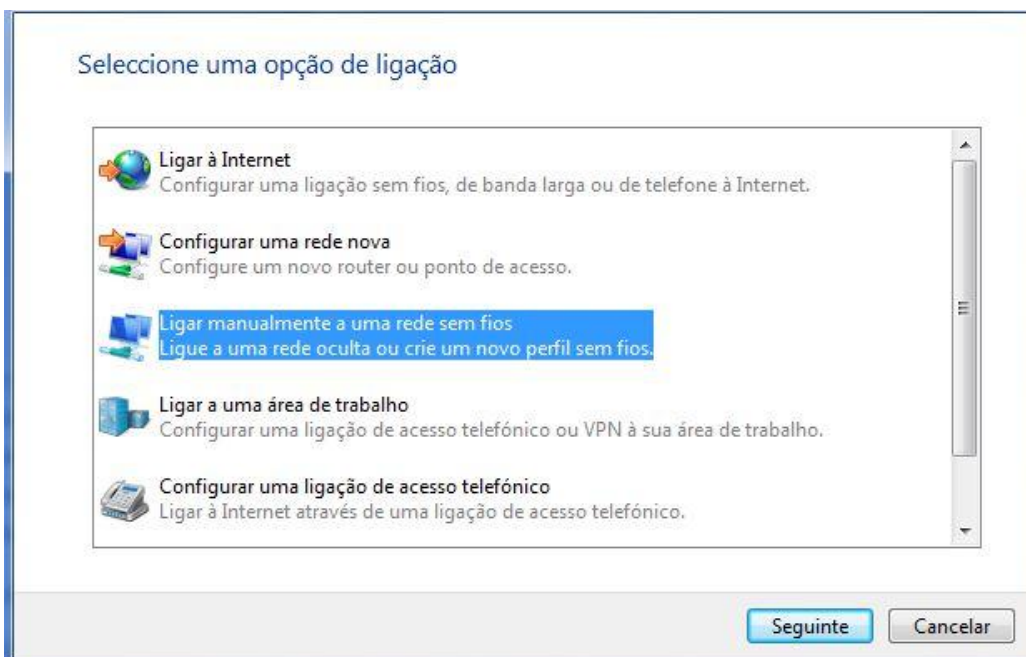 Seleccione uma opção de ligação
Ligar à Internet
Configurar uma ligação sem fios, de banda larga ou de telefone à Internet.
Configurar uma rede nova
Configure um novo router ou ponto de acesso.
Ligar manualmente a uma rede sem fios
Ligue a uma rede oculta ou crie um novo perfil sem fios.
Ligar a uma área de trabalho
Configurar uma ligação de acesso telefónico ou VPN à sua área de trabalho.
Configurar uma ligação de acesso telefónico
Ligar à Internet através de uma ligação de acesso telefónico.
Seguinte
Cancelar